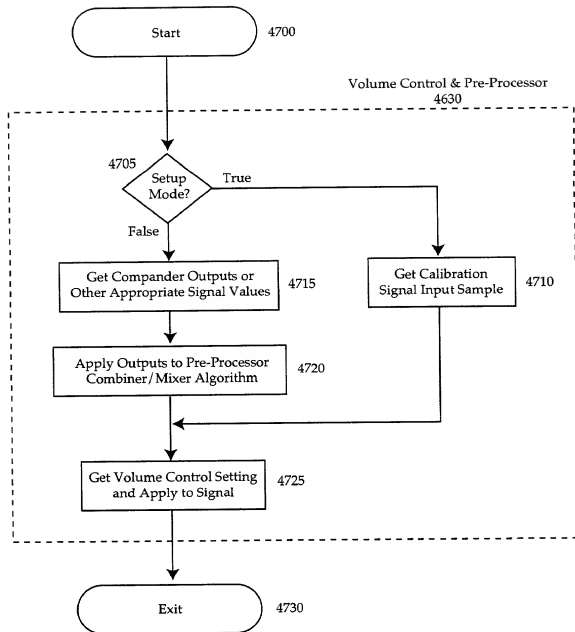 Start
4700
Volume Control & Pre-Processor
4630
4705
Setup
Mode?
True
False
Get Compander Outputs or
Other Appropriate Signal Values
4715
Get Calibration
Signal Input Sample
4710
Apply Outputs to Pre-Processor
Combiner/Mixer Algorithm
4720
Get Volume Control Setting
and Apply to Signal
4725
Exit
4730